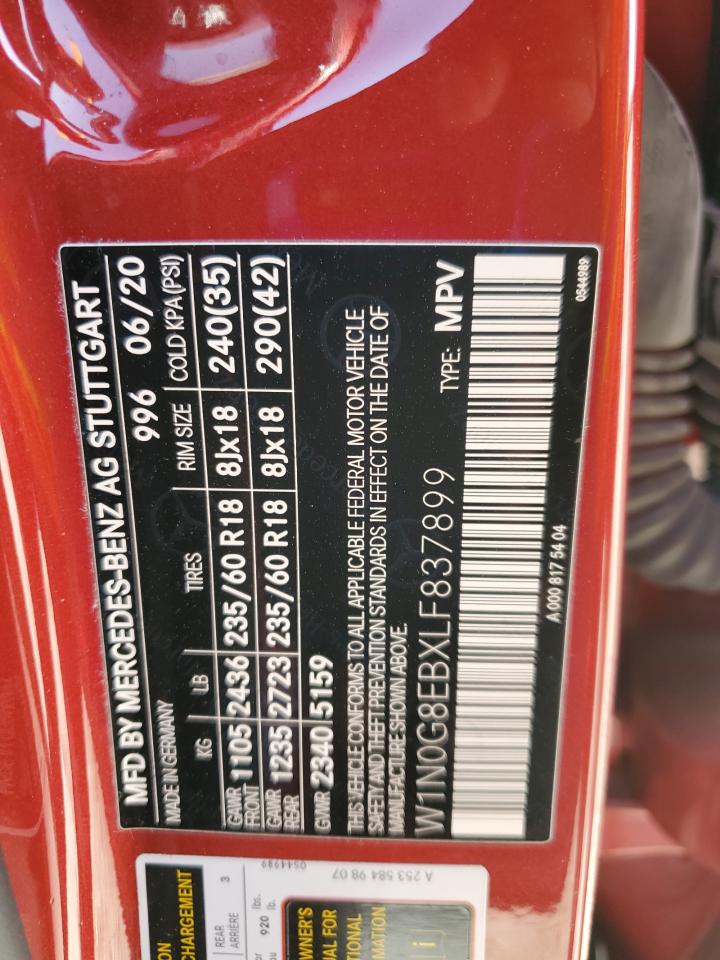 MFD BY MERCEDES-BENZ AG STUTTGART
MADE IN GERMANY 996 06/20
KG LB TIRES RIM SIZE COLD KPA(PSI)
GAWR FRONT 1105 2436 235/60 R18 8Jx18 240(35)
GAWR REAR 1235 2723 235/60 R18 8Jx18 290(42)
GVWR 2340 5159
THIS VEHICLE CONFORMS TO ALL APPLICABLE FEDERAL MOTOR VEHICLE
SAFETY AND THEFT PREVENTION STANDARDS IN EFFECT ON THE DATE OF
MANUFACTURE SHOWN ABOVE.
W1N0G8EBXLF837899 TYPE: MPV
A 000 817 54 04 0544989
CHARGEMENT
REAR
ARRIÈRE
3
920 lbs.
lb.
0544989
A 253 584 98 07
i